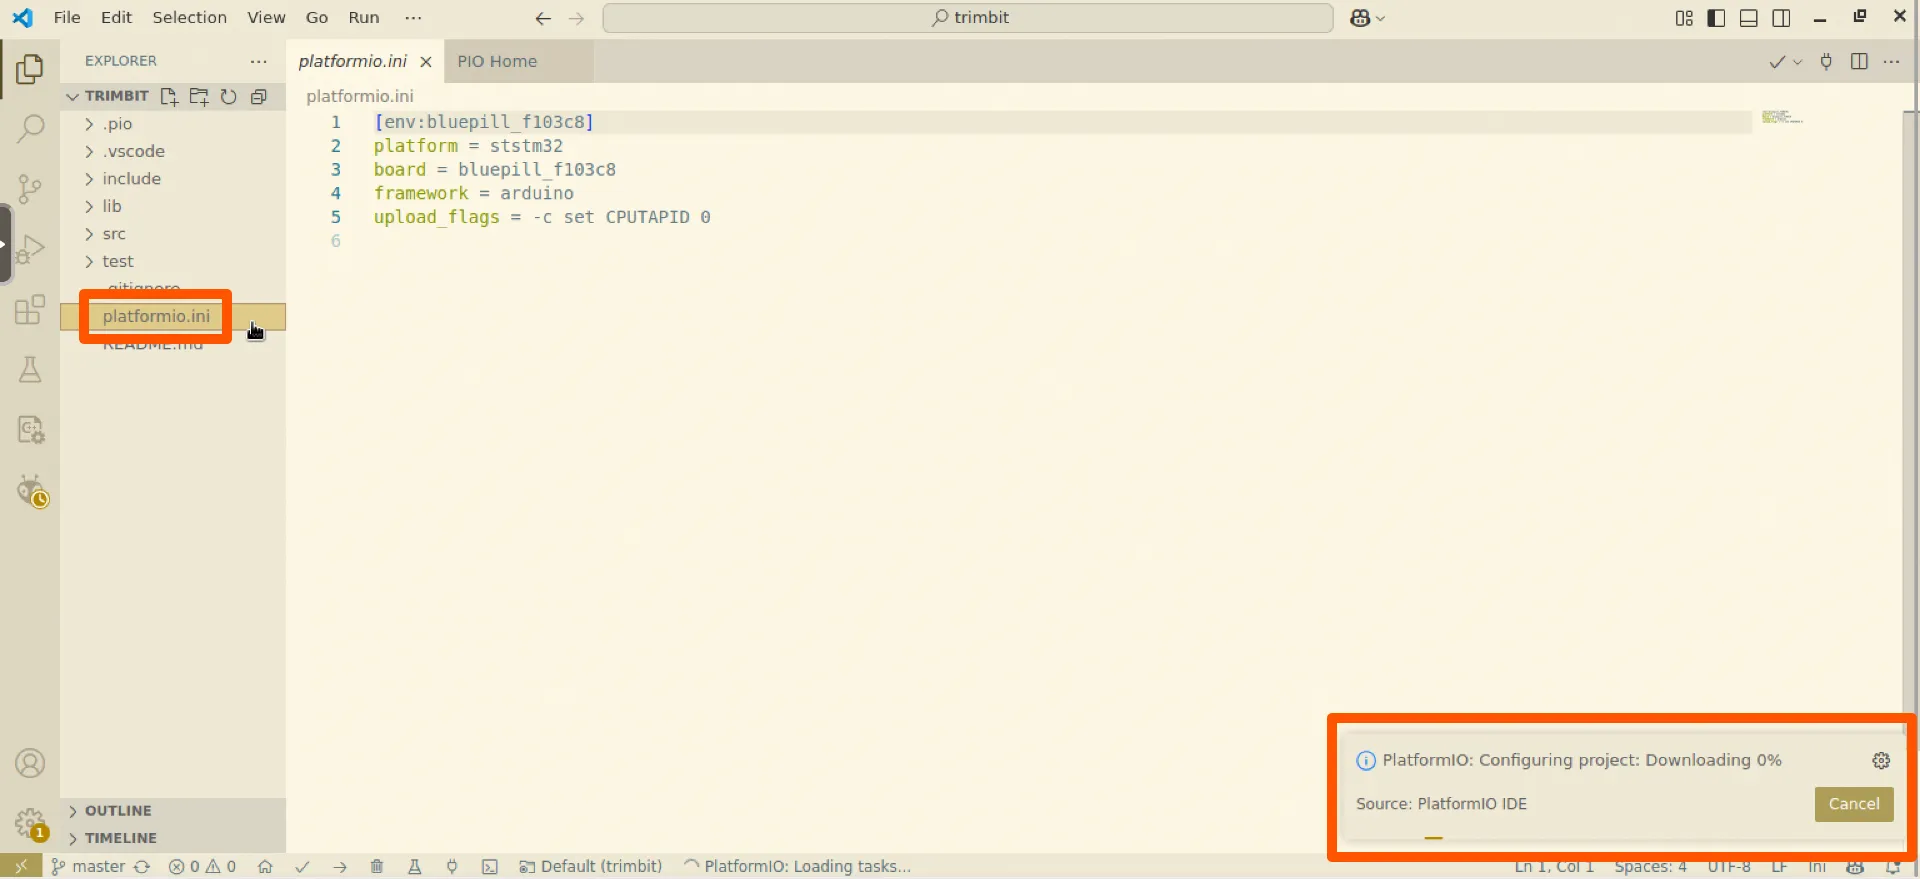 File Edit Selection View Go Run ···
trimbit
EXPLORER
platformio.ini
PIO Home
TRIMBIT
platformio.ini
.pio
.vscode
include
lib
src
test
.gitignore
platformio.ini
README.md
1 [env:bluepill_f103c8]
2 platform = ststm32
3 board = bluepill_f103c8
4 framework = arduino
5 upload_flags = -c set CPUTAPID 0
6
PlatformIO: Configuring project: Downloading 0%
Source: PlatformIO IDE
Cancel
OUTLINE
1
TIMELINE
master 0 0 Default (trimbit) PlatformIO: Loading tasks... Ln 1, Col 1 Spaces: 4 UTF-8 LF Ini